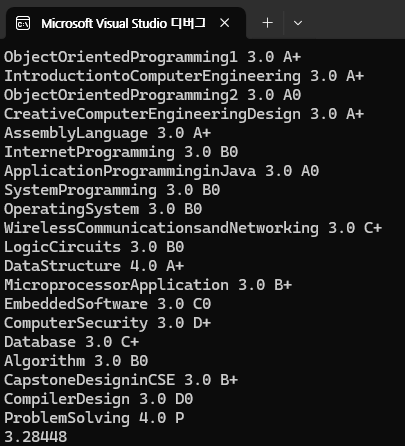 Microsoft Visual Studio 디버그
ObjectOrientedProgramming1 3.0 A+
IntroductiontoComputerEngineering 3.0 A+
ObjectOrientedProgramming2 3.0 A0
CreativeComputerEngineeringDesign 3.0 A+
AssemblyLanguage 3.0 A+
InternetProgramming 3.0 B0
ApplicationProgramminginJava 3.0 A0
SystemProgramming 3.0 B0
OperatingSystem 3.0 B0
WirelessCommunicationsandNetworking 3.0 C+
LogicCircuits 3.0 B0
DataStructure 4.0 A+
MicroprocessorApplication 3.0 B+
EmbeddedSoftware 3.0 C0
ComputerSecurity 3.0 D+
Database 3.0 C+
Algorithm 3.0 B0
CapstoneDesigninCSE 3.0 B+
CompilerDesign 3.0 D0
ProblemSolving 4.0 P
3.28448